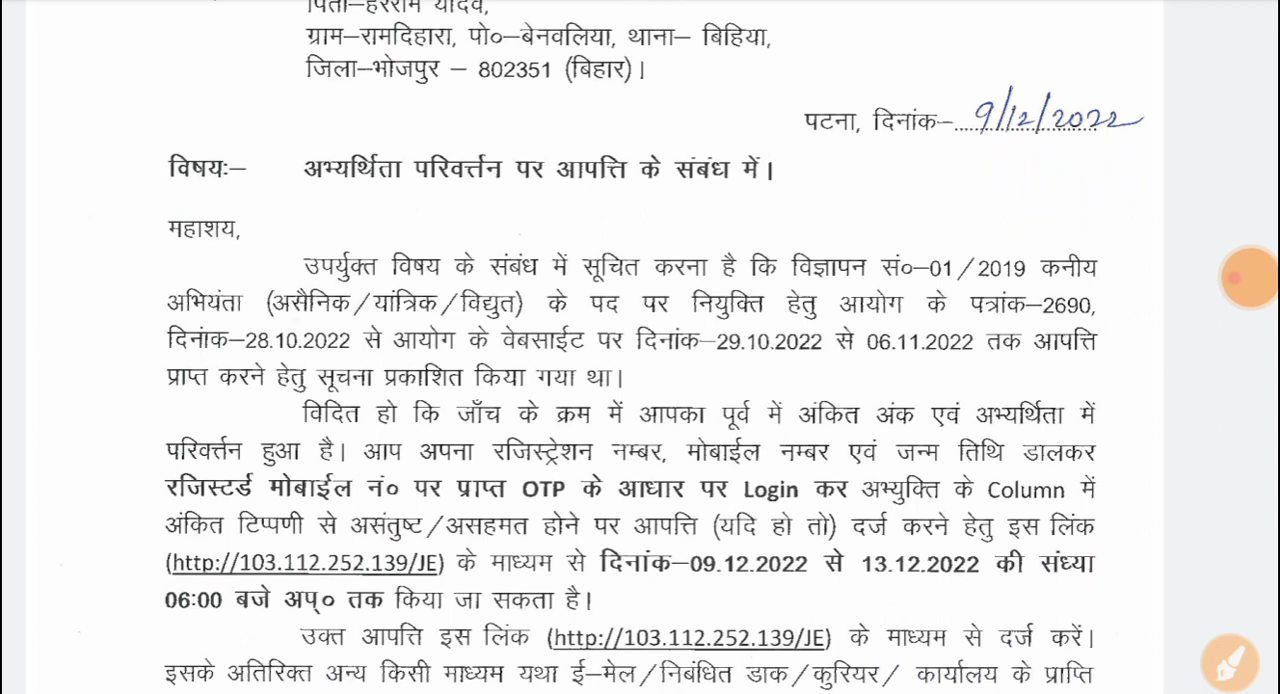 पिता–हरेराम यादव,
ग्राम–रामदिहारा, पो०–बेनवलिया, थाना– बिहिया,
जिला–भोजपुर – 802351 (बिहार)।
पटना, दिनांक–....9/12/2022
विषयः– अभ्यर्थिता परिवर्त्तन पर आपत्ति के संबंध में।
महाशय,
उपर्युक्त विषय के संबंध में सूचित करना है कि विज्ञापन सं०–01/2019 कनीय
अभियंता (असैनिक/यांत्रिक/विद्युत) के पद पर नियुक्ति हेतु आयोग के पत्रांक–2690,
दिनांक–28.10.2022 से आयोग के वेबसाईट पर दिनांक–29.10.2022 से 06.11.2022 तक आपत्ति
प्राप्त करने हेतु सूचना प्रकाशित किया गया था।
विदित हो कि जाँच के क्रम में आपका पूर्व में अंकित अंक एवं अभ्यर्थिता में
परिवर्त्तन हुआ है। आप अपना रजिस्ट्रेशन नम्बर, मोबाईल नम्बर एवं जन्म तिथि डालकर
रजिस्टर्ड मोबाईल नं० पर प्राप्त OTP के आधार पर Login कर अभ्युक्ति के Column में
अंकित टिप्पणी से असंतुष्ट/असहमत होने पर आपत्ति (यदि हो तो) दर्ज करने हेतु इस लिंक
(http://103.112.252.139/JE) के माध्यम से दिनांक–09.12.2022 से 13.12.2022 की संध्या
06:00 बजे अप्० तक किया जा सकता है।
उक्त आपत्ति इस लिंक (http://103.112.252.139/JE) के माध्यम से दर्ज करें।
इसके अतिरिक्त अन्य किसी माध्यम यथा ई–मेल/निबंधित डाक/कुरियर/ कार्यालय के प्राप्ति